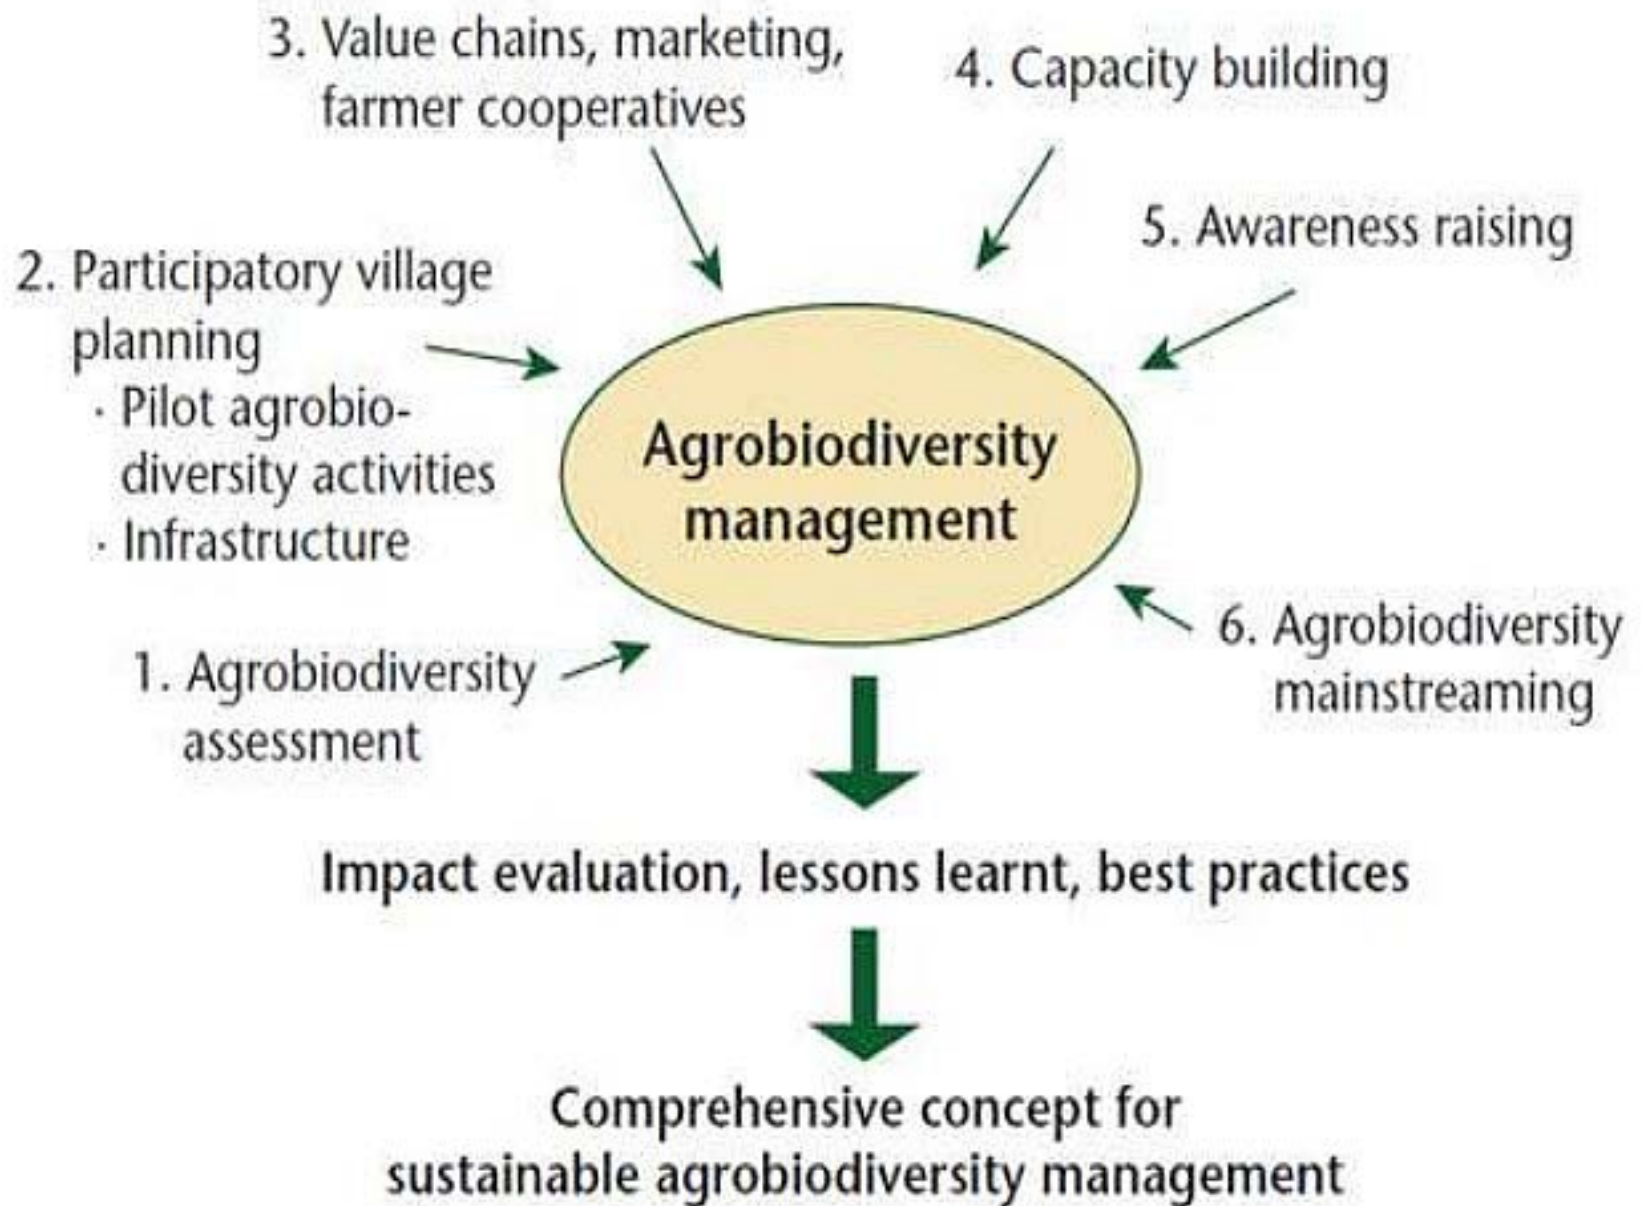 3. Value chains, marketing,
farmer cooperatives
4. Capacity building
5. Awareness raising
2. Participatory village
planning
· Pilot agrobio-
diversity activities
· Infrastructure
Agrobiodiversity
management
1. Agrobiodiversity
assessment
6. Agrobiodiversity
mainstreaming
Impact evaluation, lessons learnt, best practices
Comprehensive concept for
sustainable agrobiodiversity management